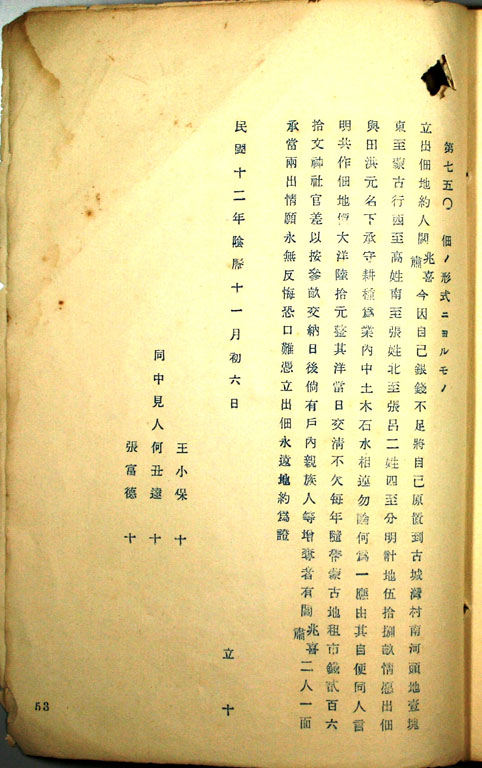 第七五〇 佃ノ形式ニヨルモノ
立出佃地約人閻兆喜肅今因自己銀錢不足將自己原置到古城灣村南河頭地壹塊
東至蒙古行西至高姓南至張姓北至張呂二姓四至分明計地伍拾捌畝情愿出佃
與田洪元名下承守耕種爲業內中土木石水相連勿論何爲一應由其自便同人言
明共作佃地價大洋陸拾元整其洋當日交淸不欠每年隨帶蒙古地租市錢貳百六
拾文神社官差以按參畝交納日後倘有戶內親族人等增奪者有閻兆喜肅二人一面
承當兩出情願永無反悔恐口難憑立出佃永遠地約爲證
民國十二年陰曆十一月初六日
立 十
王小保 十
同中見人何丑達 十
張富德 十
53